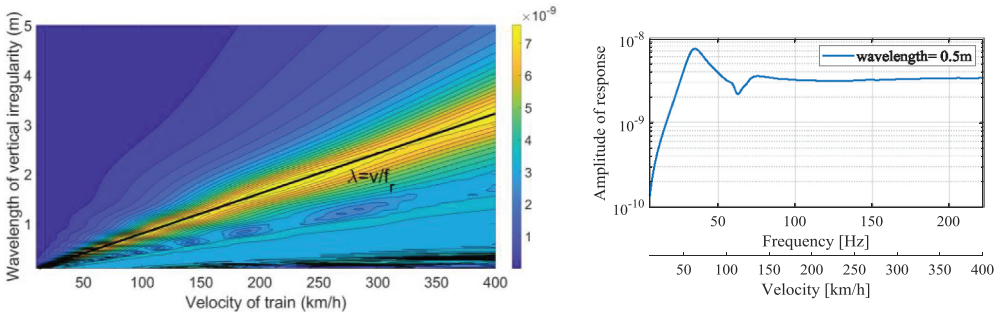 ×10⁻⁹
Wavelength of vertical irregularity (m)
5
4
3
2
1
λ=v/fᵣ
50 100 150 200 250 300 350 400
Velocity of train (km/h)
7
6
5
4
3
2
1
10⁻⁸
10⁻⁹
10⁻¹⁰
Amplitude of response
wavelength= 0.5m
50 100 150 200
Frequency [Hz]
50 100 150 200 250 300 350 400
Velocity [km/h]